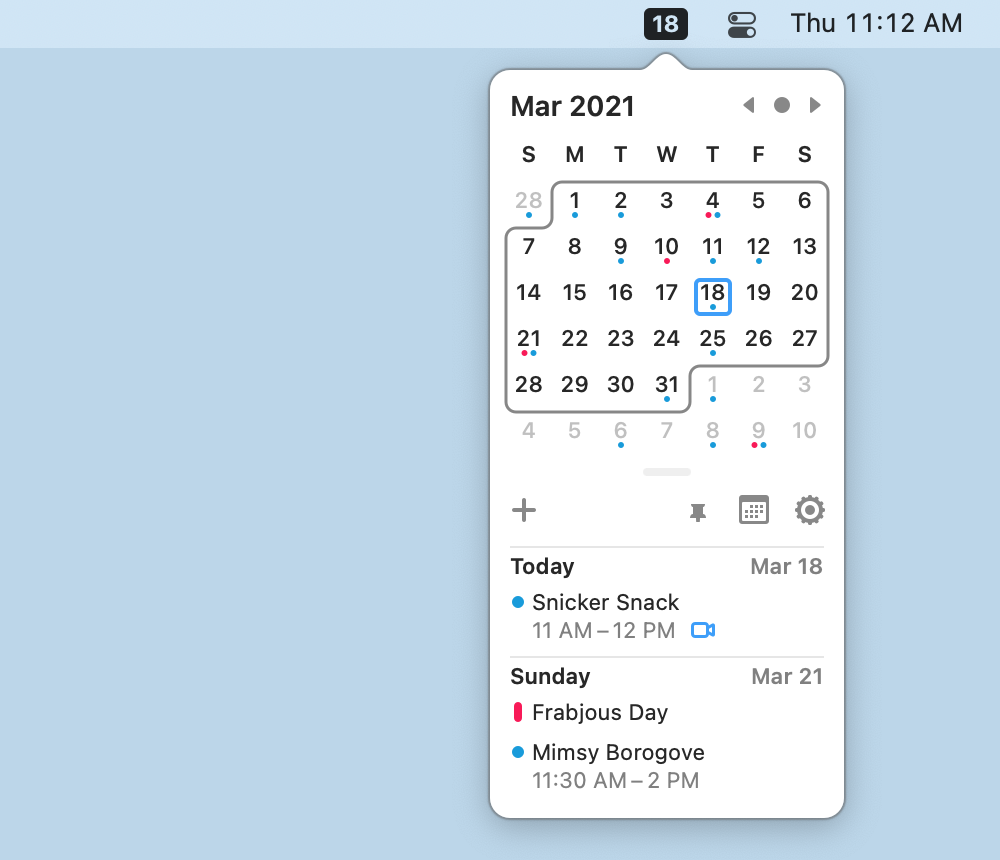 18 Thu 11:12 AM
Mar 2021
S M T W T F S
28 1 2 3 4 5 6
7 8 9 10 11 12 13
14 15 16 17 18 19 20
21 22 23 24 25 26 27
28 29 30 31 1 2 3
4 5 6 7 8 9 10
Today Mar 18
Snicker Snack
11 AM – 12 PM
Sunday Mar 21
Frabjous Day
Mimsy Borogove
11:30 AM – 2 PM